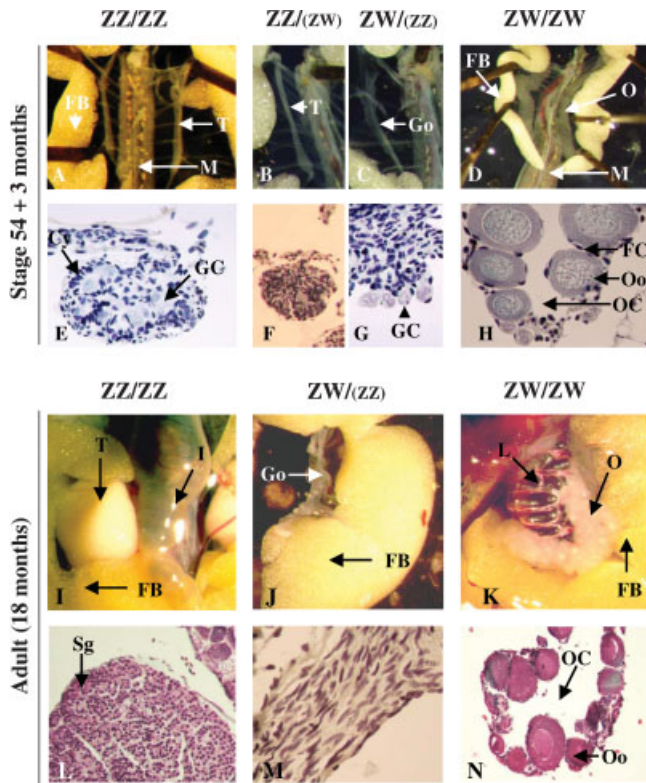 ZZ/ZZ ZZ/(ZW) ZW/(ZZ) ZW/ZW
Stage 54 + 3 months
FB T M A
T B
Go C
FB O M D
Cy GC E
F
GC G
FC Oo OC H
ZZ/ZZ ZW/(ZZ) ZW/ZW
Adult (18 months)
T I FB I
Go FB J
L O FB K
Sg L
M
OC Oo N